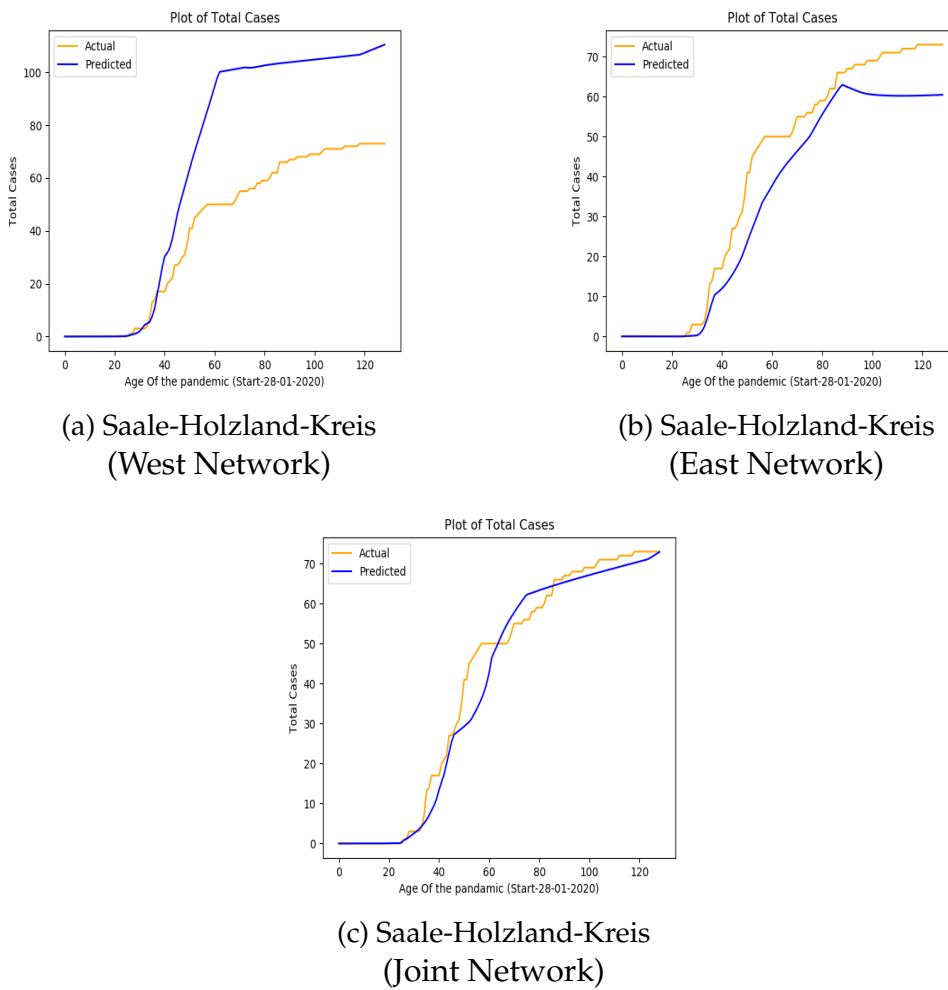 Plot of Total Cases
Actual
Predicted
Total Cases
100
80
60
40
20
0
0 20 40 60 80 100 120
Age Of the pandemic (Start-28-01-2020)
(a) Saale-Holzland-Kreis
(West Network)
Plot of Total Cases
Actual
Predicted
Total Cases
70
60
50
40
30
20
10
0
0 20 40 60 80 100 120
Age Of the pandemic (Start-28-01-2020)
(b) Saale-Holzland-Kreis
(East Network)
Plot of Total Cases
Actual
Predicted
Total Cases
70
60
50
40
30
20
10
0
0 20 40 60 80 100 120
Age Of the pandamic (Start-28-01-2020)
(c) Saale-Holzland-Kreis
(Joint Network)